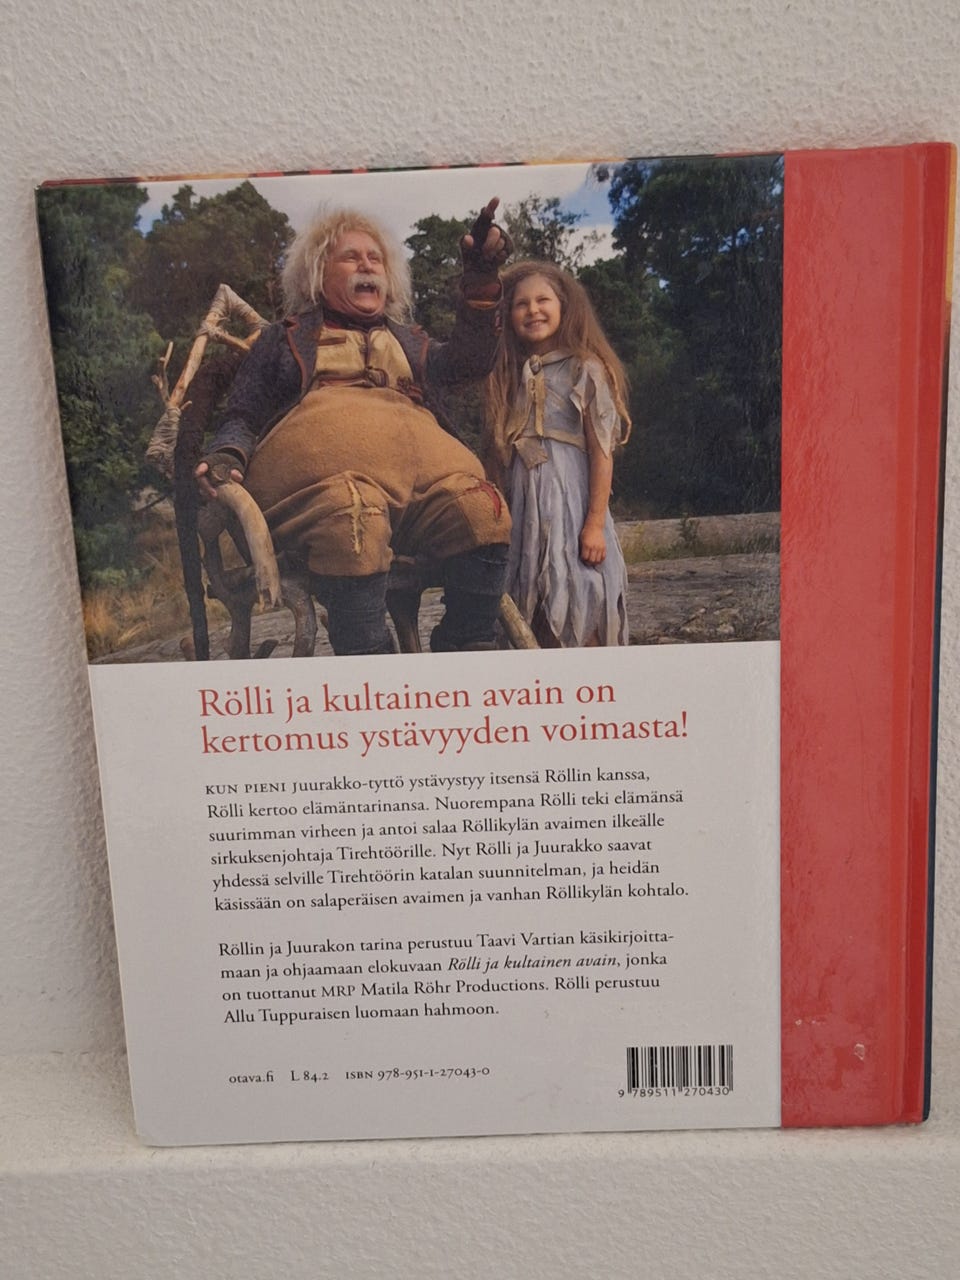 Rölli ja kultainen avain on
kertomus ystävyyden voimasta!
KUN PIENI Juurakko-tyttö ystävystyy itsensä Röllin kanssa,
Rölli kertoo elämäntarinansa. Nuorempana Rölli teki elämänsä
suurimman virheen ja antoi salaa Röllikylän avaimen ilkeälle
sirkuksenjohtaja Tirehtöörille. Nyt Rölli ja Juurakko saavat
yhdessä selville Tirehtöörin katalan suunnitelman, ja heidän
käsissään on salaperäisen avaimen ja vanhan Röllikylän kohtalo.
Röllin ja Juurakon tarina perustuu Taavi Vartian käsikirjoitta-
maan ja ohjaamaan elokuvaan Rölli ja kultainen avain, jonka
on tuottanut MRP Matila Röhr Productions. Rölli perustuu
Allu Tuppuraisen luomaan hahmoon.
otava.fi L 84.2 ISBN 978-951-1-27043-0
9 789511 270430